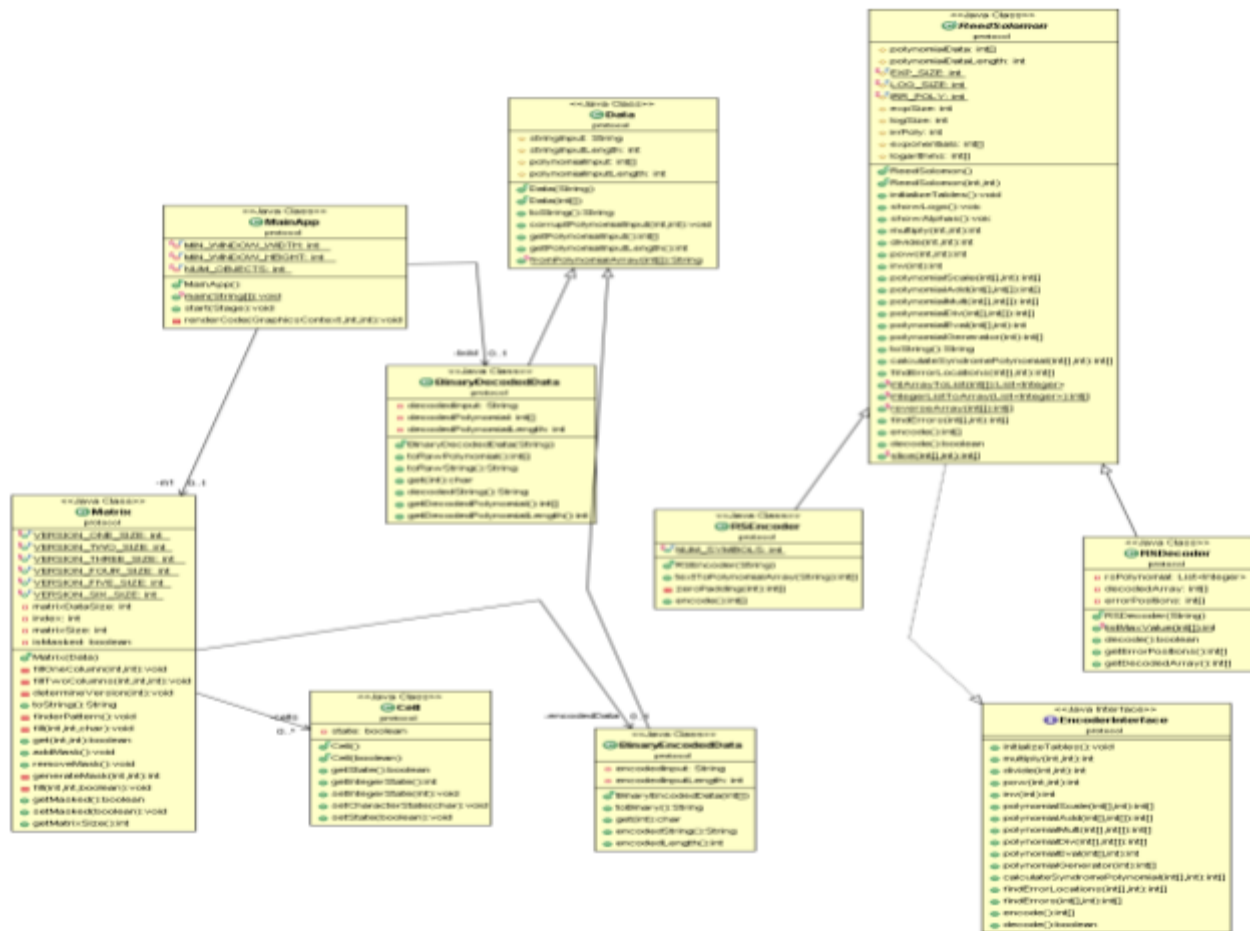 <<Java Class>>
ReedSolomon
protocol
polynomialData: int[]
polynomialDataLength: int
EXP_SIZE: int
LOG_SIZE: int
IRR_POLY: int
expSize: int
logSize: int
irrPoly: int
exponentials: int[]
logarithms: int[]
ReedSolomon()
ReedSolomon(int,int)
initializeTables():void
showLogs():void
showAlphas():void
multiply(int,int):int
divide(int,int):int
pow(int,int):int
inv(int):int
polynomialScale(int[],int):int[]
polynomialAdd(int[],int[]):int[]
polynomialMult(int[],int[]):int[]
polynomialDiv(int[],int[]):int[]
polynomialEval(int[],int):int
polynomialGenerator(int):int[]
toString():String
calculateSyndromePolynomial(int[],int):int[]
findErrorLocations(int[],int):int[]
intArrayToList(int[]):List<Integer>
integerListToArray(List<Integer>):int[]
reverseArray(int[]):int[]
findErrors(int[],int):int[]
encode():int[]
decode():boolean
slice(int[],int):int[]
<<Java Class>>
Data
protocol
stringInput: String
stringInputLength: int
polynomialInput: int[]
polynomialInputLength: int
Data(String)
Data(int[])
toString():String
corruptPolynomialInput(int,int):void
getPolynomialInput():int[]
getPolynomialInputLength():int
fromPolynomialArray(int[]):String
<<Java Class>>
MainApp
protocol
MIN_WINDOW_WIDTH: int
MIN_WINDOW_HEIGHT: int
NUM_OBJECTS: int
MainApp()
main(String[]):void
start(Stage):void
renderCode(GraphicsContext,int,int):void
0..1
<<Java Class>>
BinaryDecodedData
protocol
decodedInput: String
decodedPolynomial: int[]
decodedPolynomialLength: int
BinaryDecodedData(String)
toRawPolynomial():int[]
toRawString():String
get(int):char
decodedString():String
getDecodedPolynomial():int[]
getDecodedPolynomialLength():int
0..1
<<Java Class>>
Matrix
protocol
VERSION_ONE_SIZE: int
VERSION_TWO_SIZE: int
VERSION_THREE_SIZE: int
VERSION_FOUR_SIZE: int
VERSION_FIVE_SIZE: int
VERSION_SIX_SIZE: int
matrixDataSize: int
index: int
matrixSize: int
isMasked: boolean
Matrix(Data)
fillOneColumn(int,int):void
fillTwoColumns(int,int,int):void
determineVersion(int):void
toString():String
finderPattern():void
fill(int,int,char):void
get(int,int):boolean
addMask():void
removeMask():void
generateMask(int,int):int
fill(int,int,boolean):void
getMasked():boolean
setMasked(boolean):void
getMatrixSize():int
<<Java Class>>
RSEncoder
protocol
NUM_SYMBOLS: int
RSEncoder(String)
textToPolynomialArray(String):int[]
zeroPadding(int):int[]
encode():int[]
<<Java Class>>
RSDecoder
protocol
rsPolynomial: List<Integer>
decodedArray: int[]
errorPositions: int[]
RSDecoder(String)
decode():boolean
getErrorPositions():int[]
getDecodedArray():int[]
-cells
0..*
<<Java Class>>
Cell
protocol
state: boolean
Cell()
Cell(boolean)
getState():boolean
getIntegerState():int
setIntegerState(int):void
setCharacterState(char):void
setState(boolean):void
-encodedData 0..1
<<Java Class>>
BinaryEncodedData
protocol
encodedInput: String
encodedInputLength: int
BinaryEncodedData(int[])
toBinary():String
get(int):char
encodedString():String
encodedLength():int
<<Java Interface>>
EncoderInterface
protocol
initializeTables():void
multiply(int,int):int
divide(int,int):int
pow(int,int):int
inv(int):int
polynomialScale(int[],int):int[]
polynomialAdd(int[],int[]):int[]
polynomialMult(int[],int[]):int[]
polynomialDiv(int[],int[]):int[]
polynomialEval(int[],int):int
polynomialGenerator(int):int[]
calculateSyndromePolynomial(int[],int):int[]
findErrorLocations(int[],int):int[]
findErrors(int[],int):int[]
encode():int[]
decode():boolean